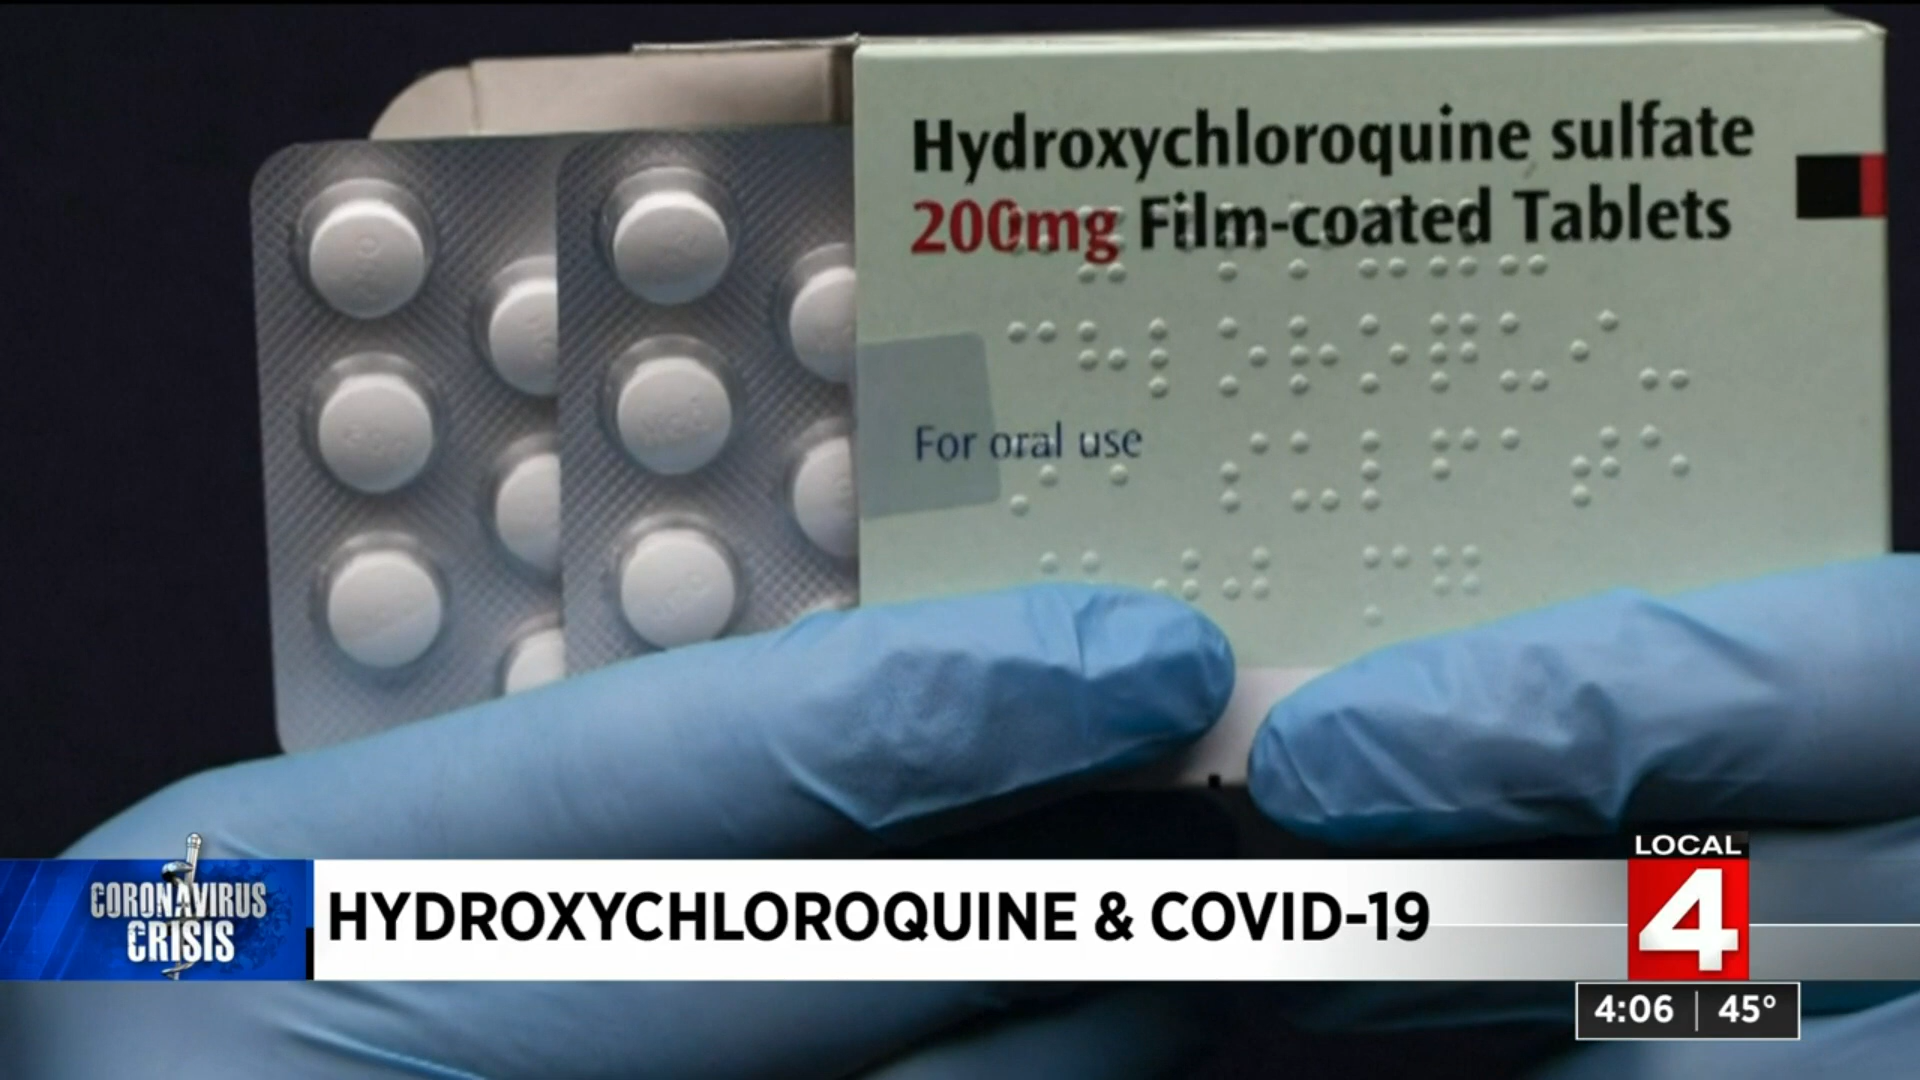 Hydroxychloroquine sulfate
200mg Film-coated Tablets
For oral use
LOCAL
4
CORONAVIRUS
CRISIS
HYDROXYCHLOROQUINE & COVID-19
4:06 45°